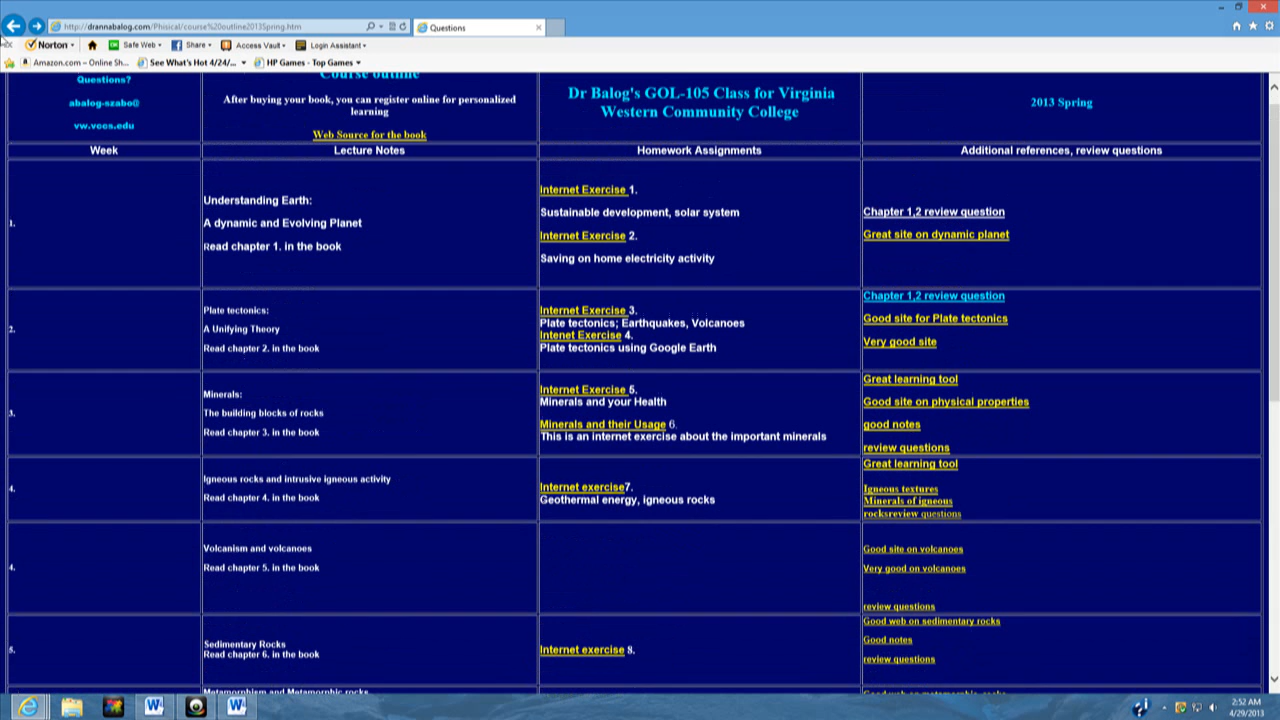 http://drannabalog.com/Phisical/course%20outline2013Spring.htm
Questions
Norton
Safe Web
Share
Access Vault
Login Assistant
Amazon.com – Online Sh...
See What's Hot 4/24/...
HP Games - Top Games
Questions?
abalog-szabo@
vw.vccs.edu
Course outline
After buying your book, you can register online for personalized
learning
Web Source for the book
Dr Balog's GOL-105 Class for Virginia
Western Community College
2013 Spring
Week
Lecture Notes
Homework Assignments
Additional references, review questions
1.
Understanding Earth:
A dynamic and Evolving Planet
Read chapter 1. in the book
Internet Exercise 1.
Sustainable development, solar system
Internet Exercise 2.
Saving on home electricity activity
Chapter 1,2 review question
Great site on dynamic planet
2.
Plate tectonics:
A Unifying Theory
Read chapter 2. in the book
Internet Exercise 3.
Plate tectonics; Earthquakes, Volcanoes
Intenet Exercise 4.
Plate tectonics using Google Earth
Chapter 1,2 review question
Good site for Plate tectonics
Very good site
3.
Minerals:
The building blocks of rocks
Read chapter 3. in the book
Internet Exercise 5.
Minerals and your Health
Minerals and their Usage 6.
This is an internet exercise about the important minerals
Great learning tool
Good site on physical properties
good notes
review questions
4.
Igneous rocks and intrusive igneous activity
Read chapter 4. in the book
Internet exercise7.
Geothermal energy, igneous rocks
Great learning tool
Igneous textures
Minerals of igneous
rocksreview questions
4.
Volcanism and volcanoes
Read chapter 5. in the book
Good site on volcanoes
Very good on volcanoes
review questions
5.
Sedimentary Rocks
Read chapter 6. in the book
Internet exercise 8.
Good web on sedimentary rocks
Good notes
review questions
Metamorphism and Metamorphic rocks
Good web on metamorphic rocks
2:52 AM
4/29/2013